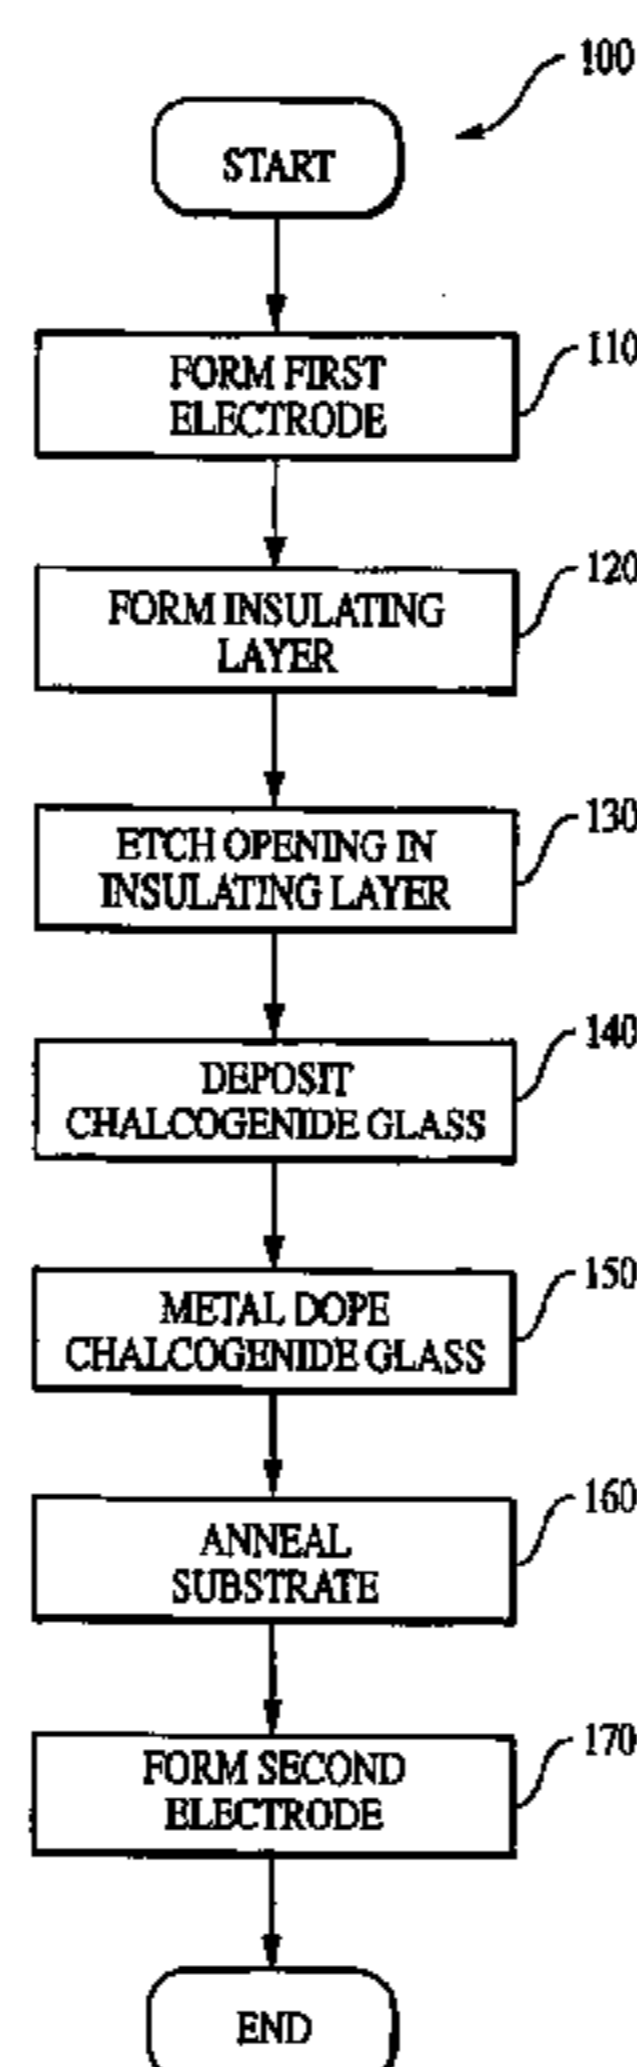 100
START
110
FORM FIRST
ELECTRODE
120
FORM INSULATING
LAYER
130
ETCH OPENING IN
INSULATING LAYER
140
DEPOSIT
CHALCOGENIDE GLASS
150
METAL DOPE
CHALCOGENIDE GLASS
160
ANNEAL
SUBSTRATE
170
FORM SECOND
ELECTRODE
END